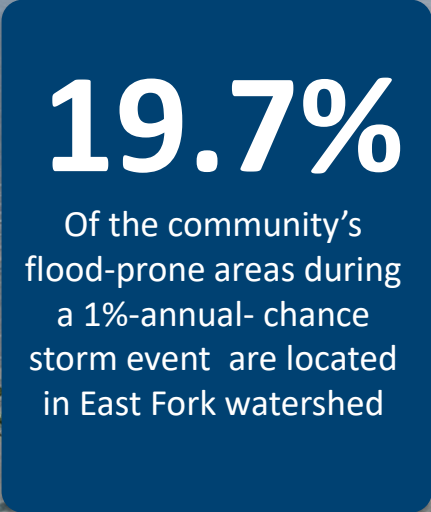 19.7%
Of the community’s
flood-prone areas during
a 1%-annual- chance
storm event  are located
in East Fork watershed